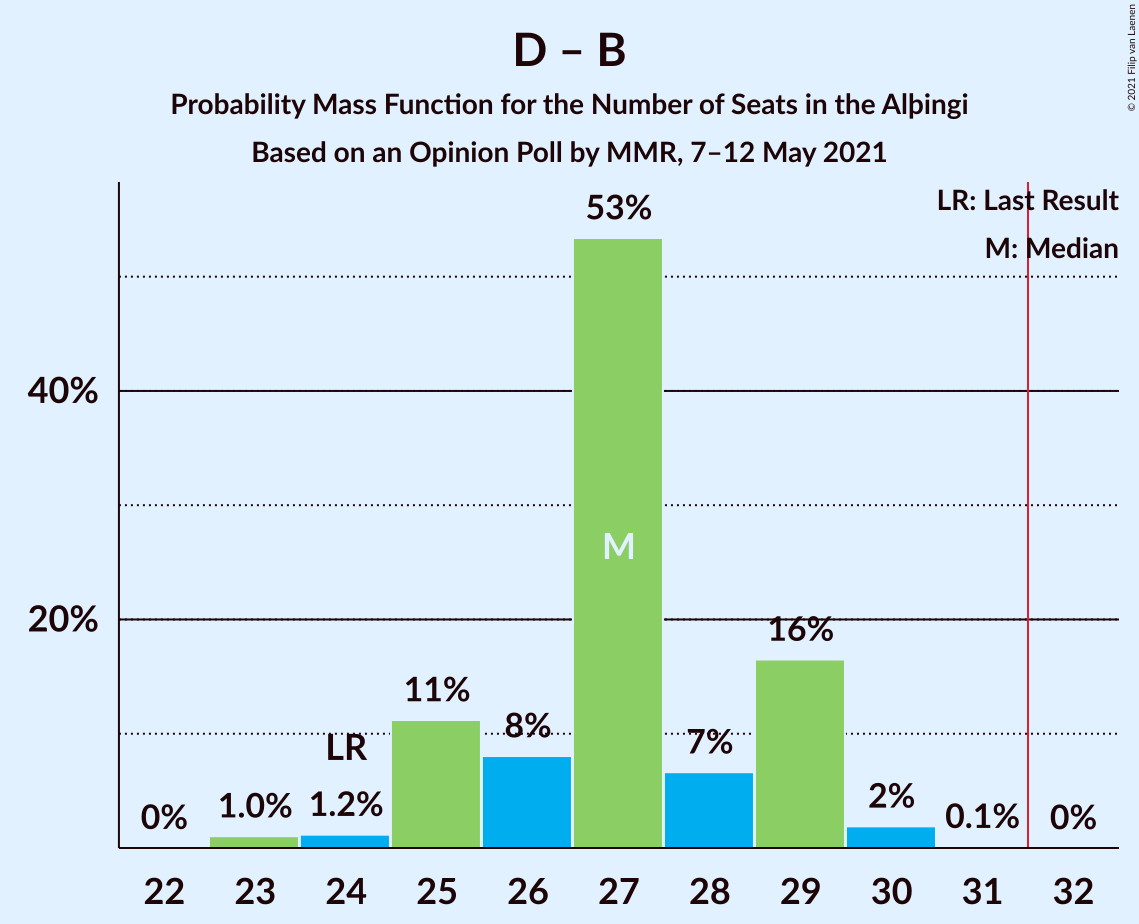 D – B
Probability Mass Function for the Number of Seats in the Alþingi
Based on an Opinion Poll by MMR, 7–12 May 2021
© 2021 Filip van Laenen
LR: Last Result
M: Median
53%
40%
M
20%
16%
11%
8%
7%
LR
2%
1.0%
1.2%
0%
0.1%
0%
22 23 24 25 26 27 28 29 30 31 32